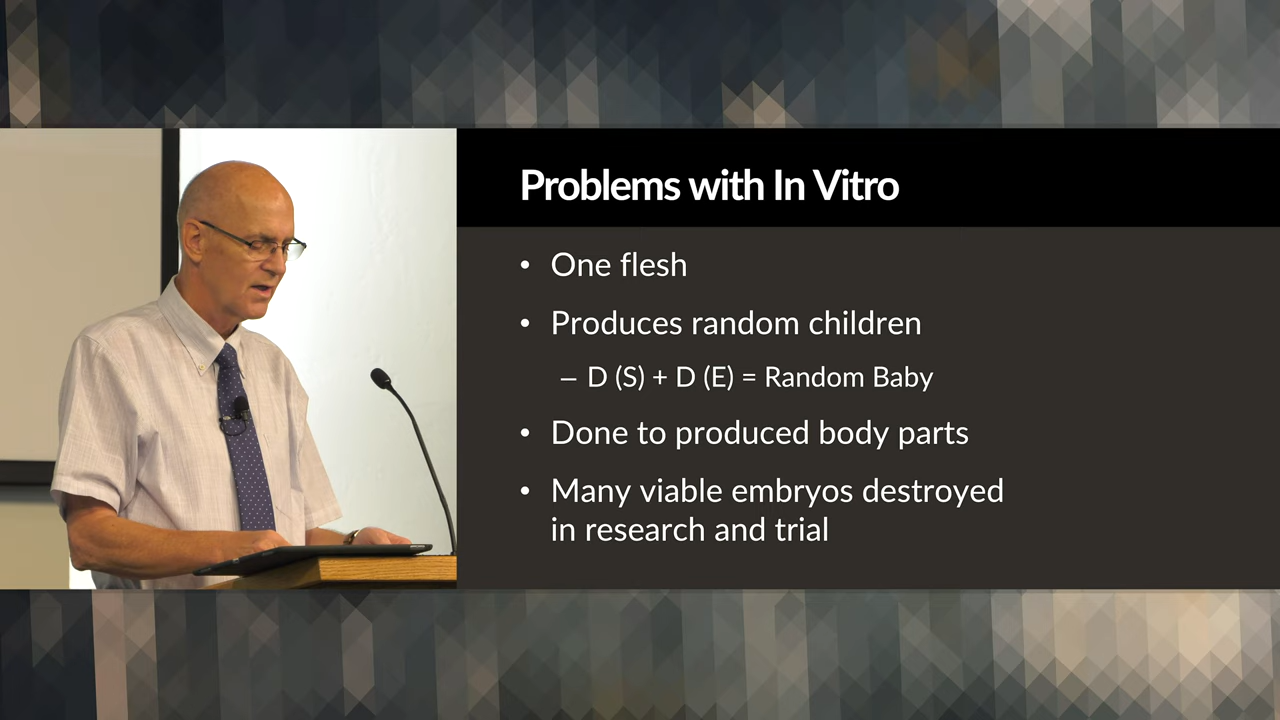 Problems with In Vitro
• One flesh
• Produces random children
– D (S) + D (E) = Random Baby
• Done to produced body parts
• Many viable embryos destroyed
in research and trial